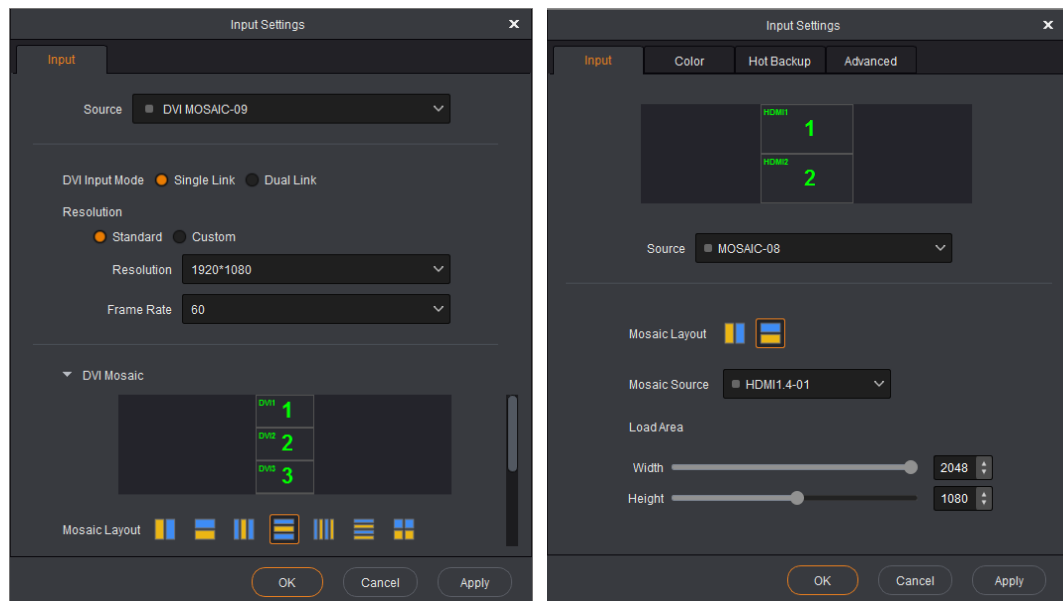 Input Settings x
Input
Source DVI MOSAIC-09
DVI Input Mode Single Link Dual Link
Resolution
Standard Custom
Resolution 1920*1080
Frame Rate 60
DVI Mosaic
DVI1 1
DVI2 2
DVI3 3
Mosaic Layout
OK Cancel Apply
Input Settings x
Input Color Hot Backup Advanced
HDMI1 1
HDMI2 2
Source MOSAIC-08
Mosaic Layout
Mosaic Source HDMI1.4-01
Load Area
Width 2048
Height 1080
OK Cancel Apply